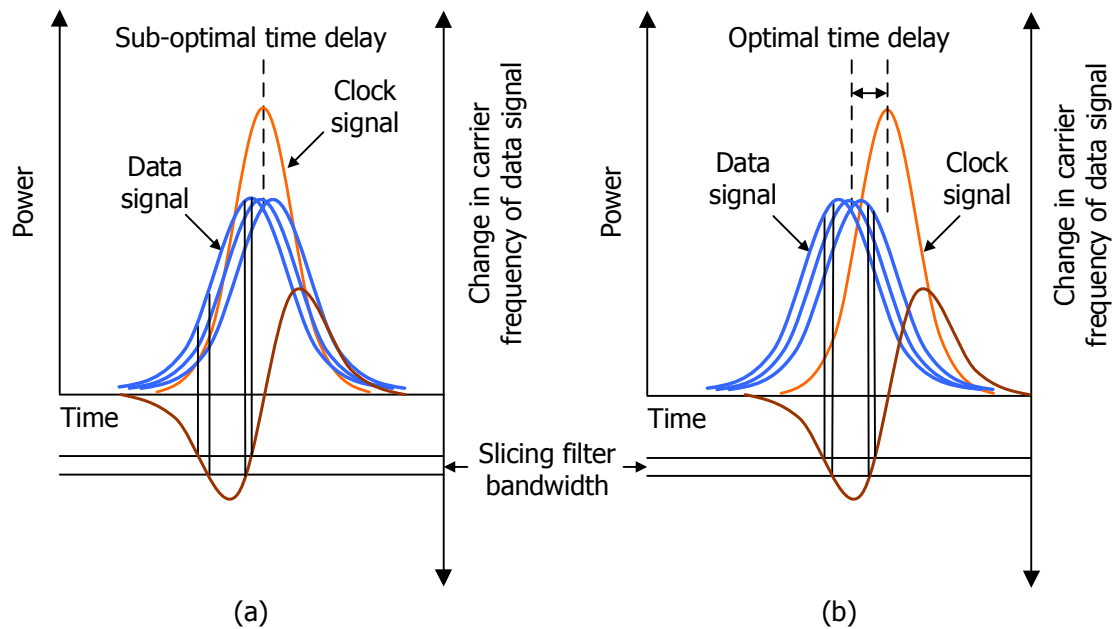 Sub-optimal time delay
Clock
signal
Data
signal
Power
Change in carrier
frequency of data signal
Time
(a)
Slicing filter
bandwidth
Optimal time delay
Data
signal
Clock
signal
Power
Change in carrier
frequency of data signal
Time
(b)